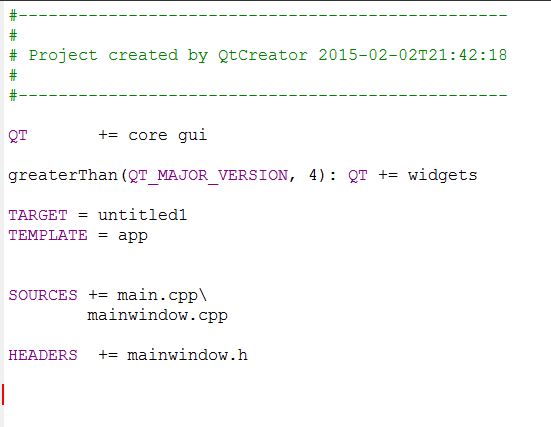 #-------------------------------------------------
#
# Project created by QtCreator 2015-02-02T21:42:18
#
#-------------------------------------------------
QT       += core gui
greaterThan(QT_MAJOR_VERSION, 4): QT += widgets
TARGET = untitled1
TEMPLATE = app
SOURCES += main.cpp\
        mainwindow.cpp
HEADERS  += mainwindow.h